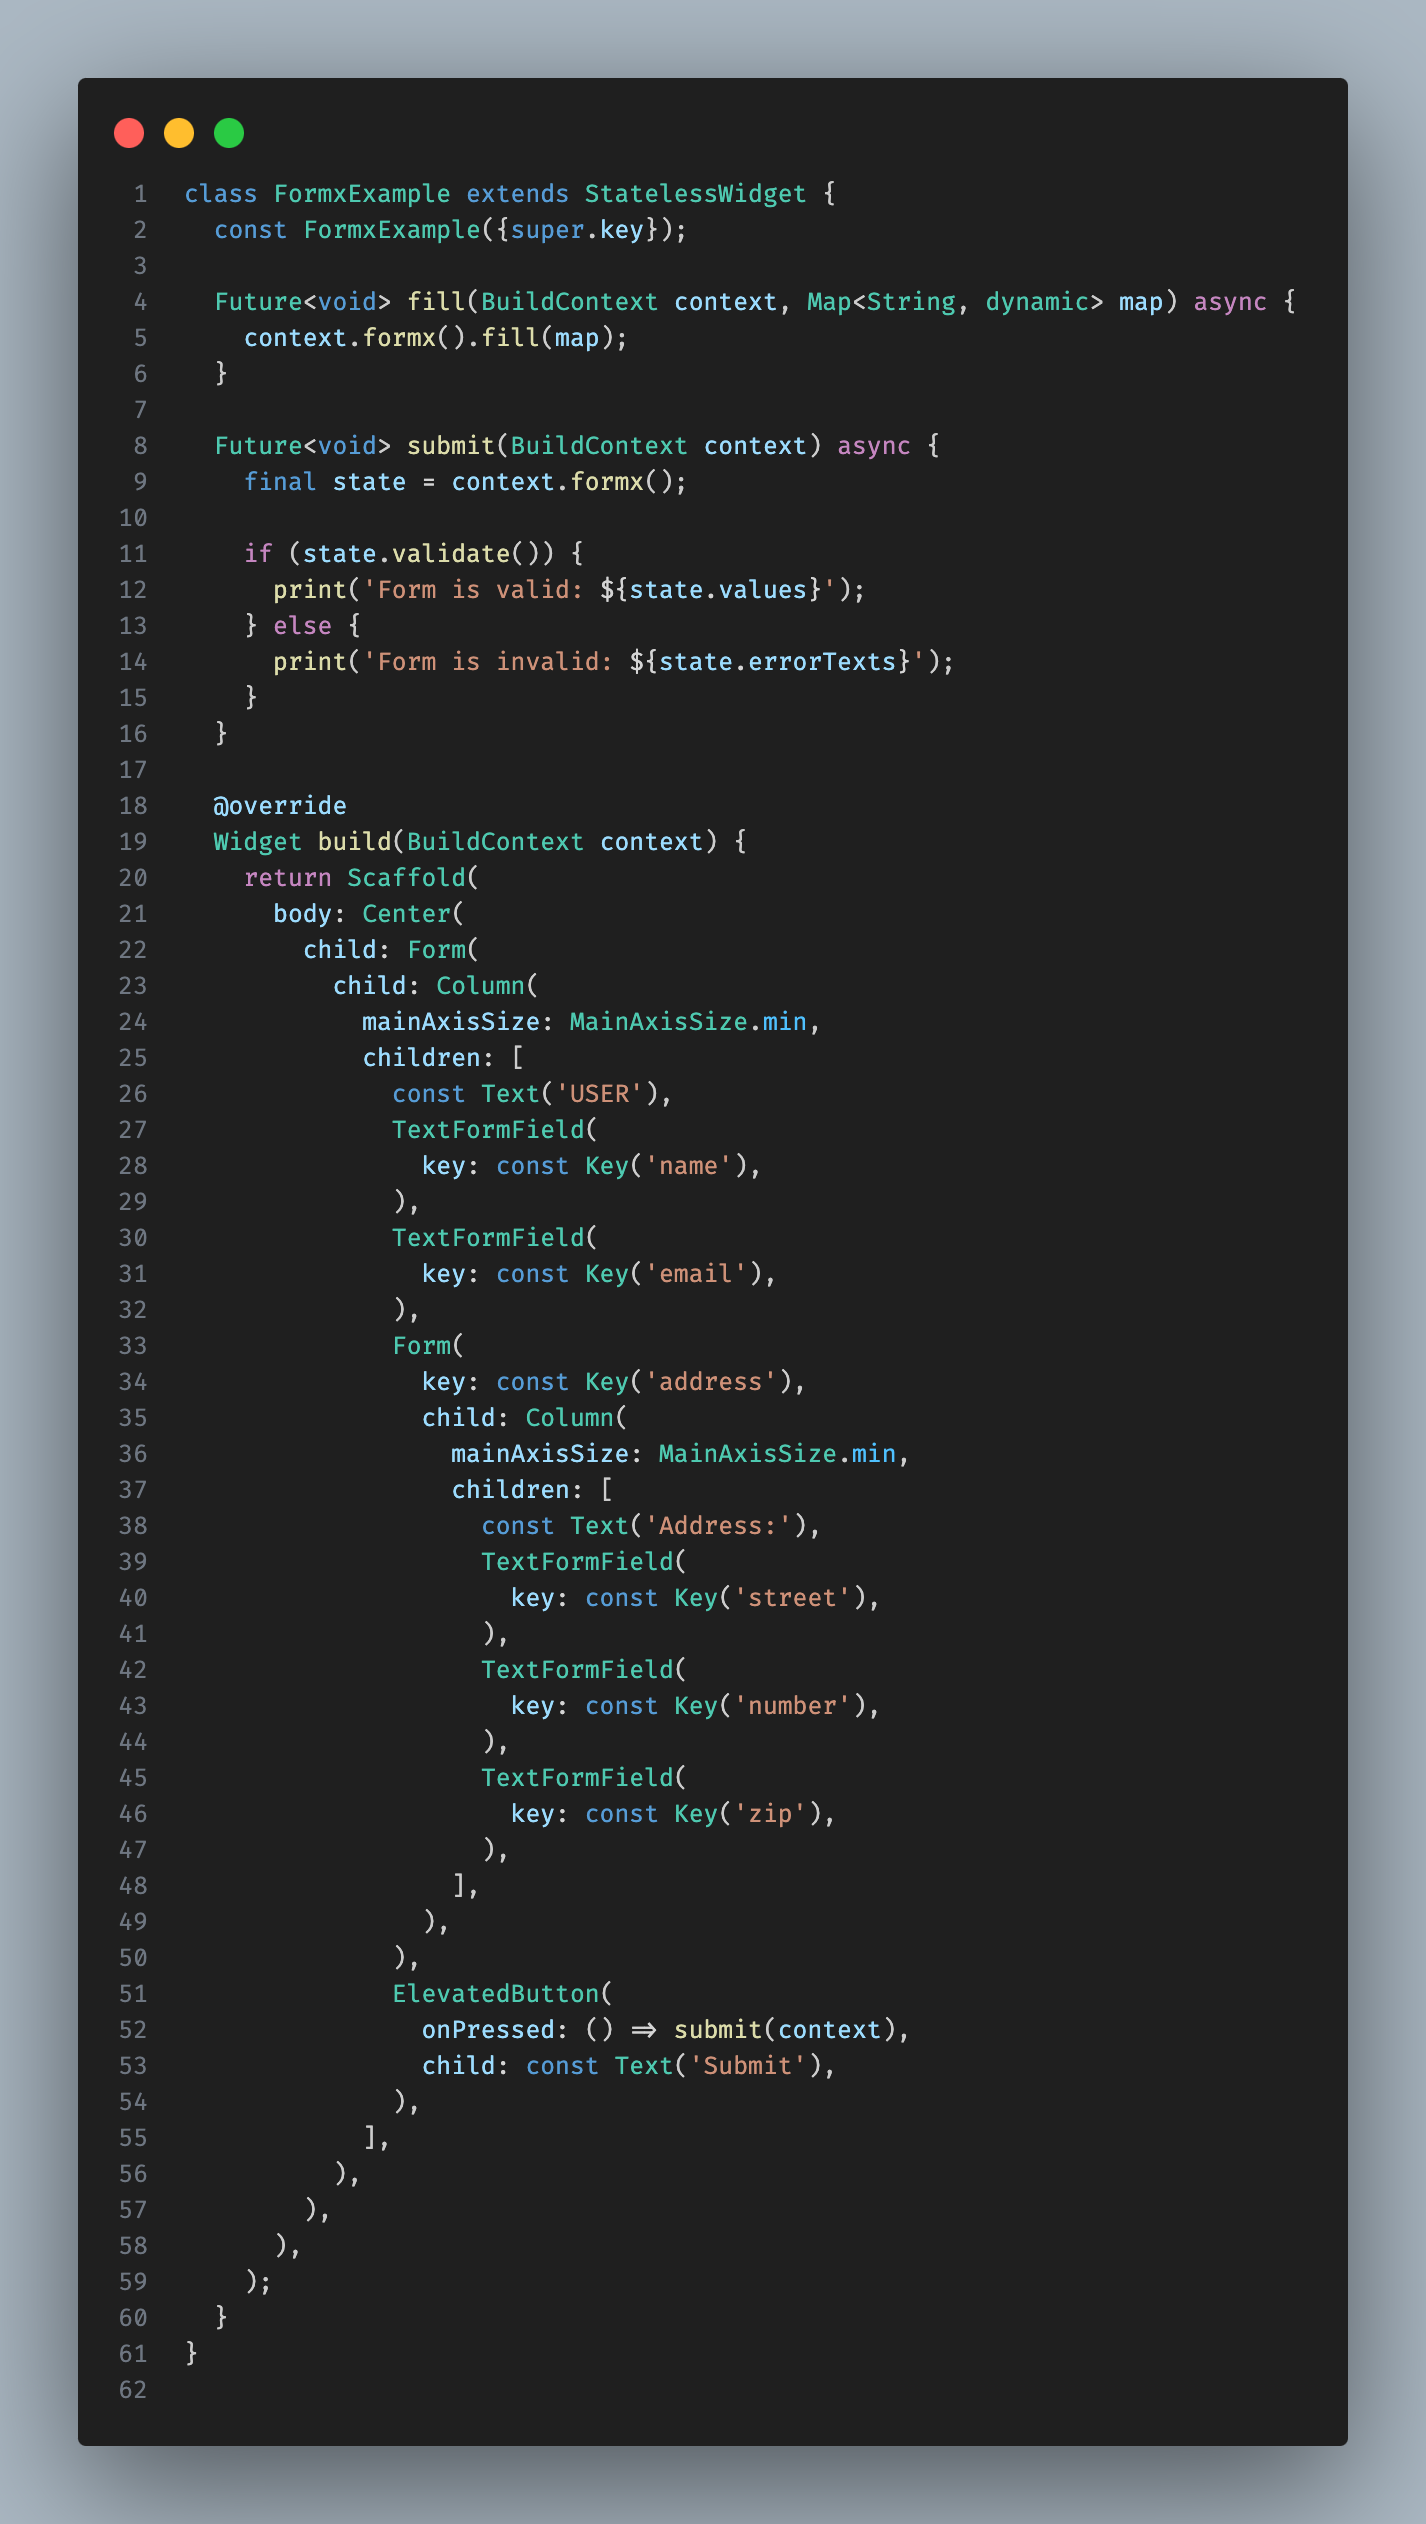 1 class FormxExample extends StatelessWidget {
2   const FormxExample({super.key});
3
4   Future<void> fill(BuildContext context, Map<String, dynamic> map) async {
5     context.formx().fill(map);
6   }
7
8   Future<void> submit(BuildContext context) async {
9     final state = context.formx();
10
11     if (state.validate()) {
12       print('Form is valid: ${state.values}');
13     } else {
14       print('Form is invalid: ${state.errorTexts}');
15     }
16   }
17
18   @override
19   Widget build(BuildContext context) {
20     return Scaffold(
21       body: Center(
22         child: Form(
23           child: Column(
24             mainAxisSize: MainAxisSize.min,
25             children: [
26               const Text('USER'),
27               TextFormField(
28                 key: const Key('name'),
29               ),
30               TextFormField(
31                 key: const Key('email'),
32               ),
33               Form(
34                 key: const Key('address'),
35                 child: Column(
36                   mainAxisSize: MainAxisSize.min,
37                   children: [
38                     const Text('Address:'),
39                     TextFormField(
40                       key: const Key('street'),
41                     ),
42                     TextFormField(
43                       key: const Key('number'),
44                     ),
45                     TextFormField(
46                       key: const Key('zip'),
47                     ),
48                   ],
49                 ),
50               ),
51               ElevatedButton(
52                 onPressed: () => submit(context),
53                 child: const Text('Submit'),
54               ),
55             ],
56           ),
57         ),
58       ),
59     );
60   }
61 }
62